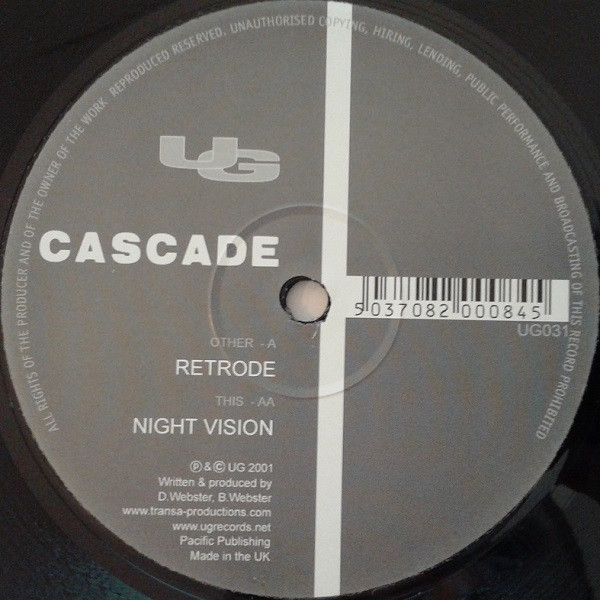 ALL RIGHTS OF THE PRODUCER AND OF THE OWNER OF THE WORK REPRODUCED RESERVED. UNAUTHORISED COPYING, HIRING, LENDING, PUBLIC PERFORMANCE AND BROADCASTING OF THIS RECORD PROHIBITED
UG
CASCADE
5 037082 000845
UG031
OTHER - A
RETRODE
THIS - AA
NIGHT VISION
℗ & © UG 2001
Written & produced by
D.Webster, B.Webster
www.transa-productions.com
www.ugrecords.net
Pacific Publishing
Made in the UK